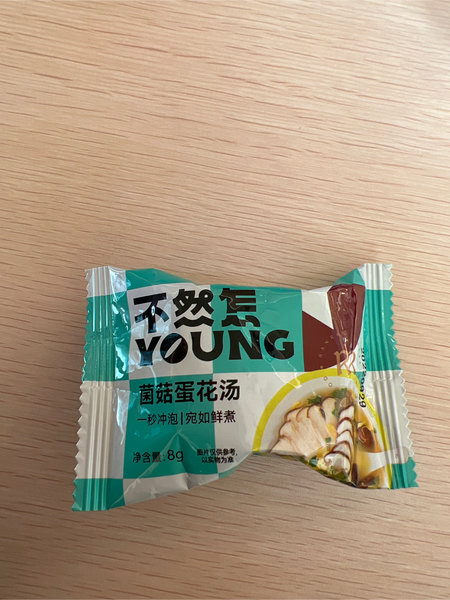 不然怎
YOUNG
菌菇蛋花汤
一秒冲泡|宛如鲜煮
净含量:8g
图片仅供参考,
以实物为准